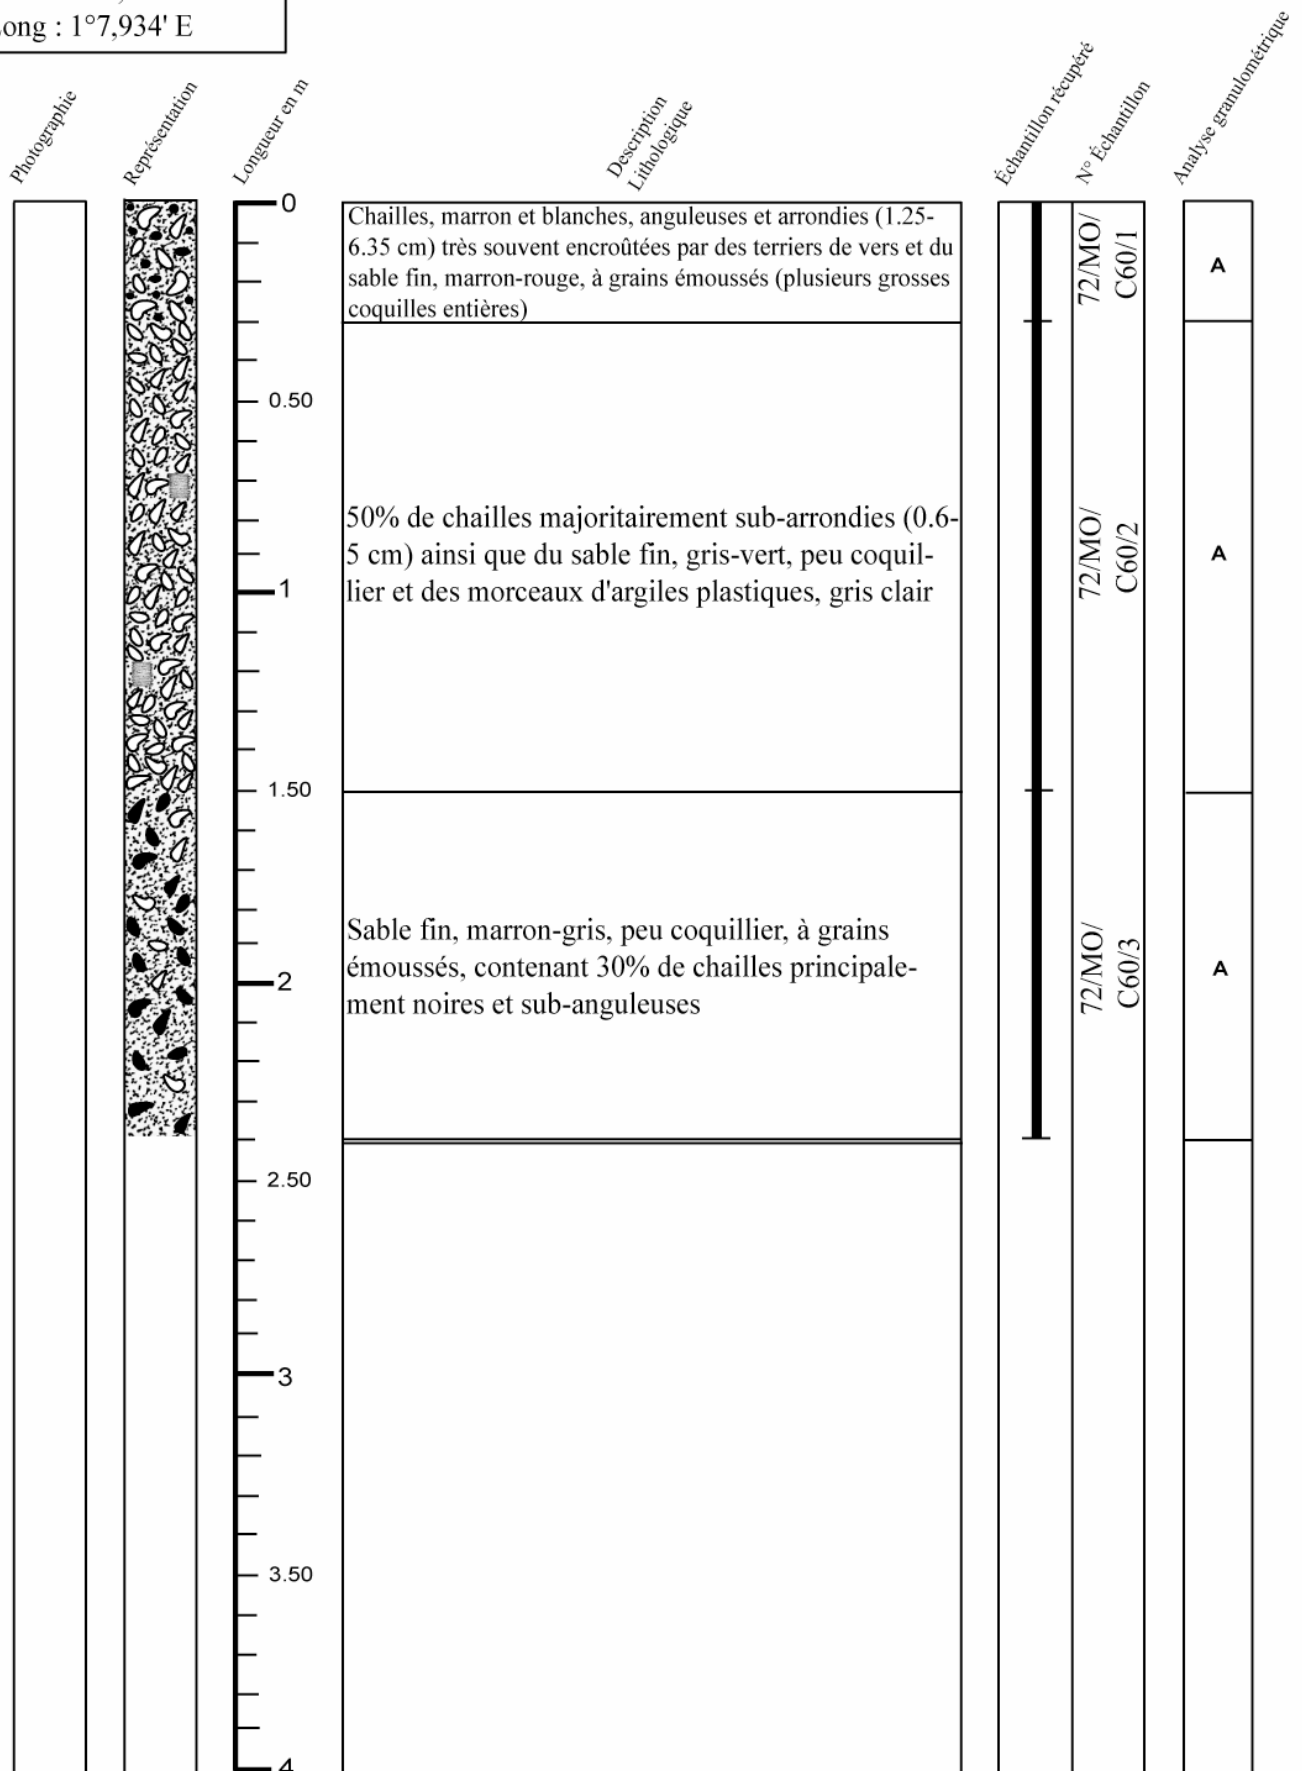 Long : 1°7,934' E
Photographie
Représentation
Longueur en m
Description
Lithologique
Échantillon récupéré
N° Échantillon
Analyse granulométrique
0
Chailles, marron et blanches, anguleuses et arrondies (1.25-
6.35 cm) très souvent encroûtées par des terriers de vers et du
sable fin, marron-rouge, à grains émoussés (plusieurs grosses
coquilles entières)
72/MO/
C60/1
A
0.50
50% de chailles majoritairement sub-arrondies (0.6-
5 cm) ainsi que du sable fin, gris-vert, peu coquil-
lier et des morceaux d'argiles plastiques, gris clair
72/MO/
C60/2
A
1
1.50
Sable fin, marron-gris, peu coquillier, à grains
émoussés, contenant 30% de chailles principale-
ment noires et sub-anguleuses
72/MO/
C60/3
A
2
2.50
3
3.50
4